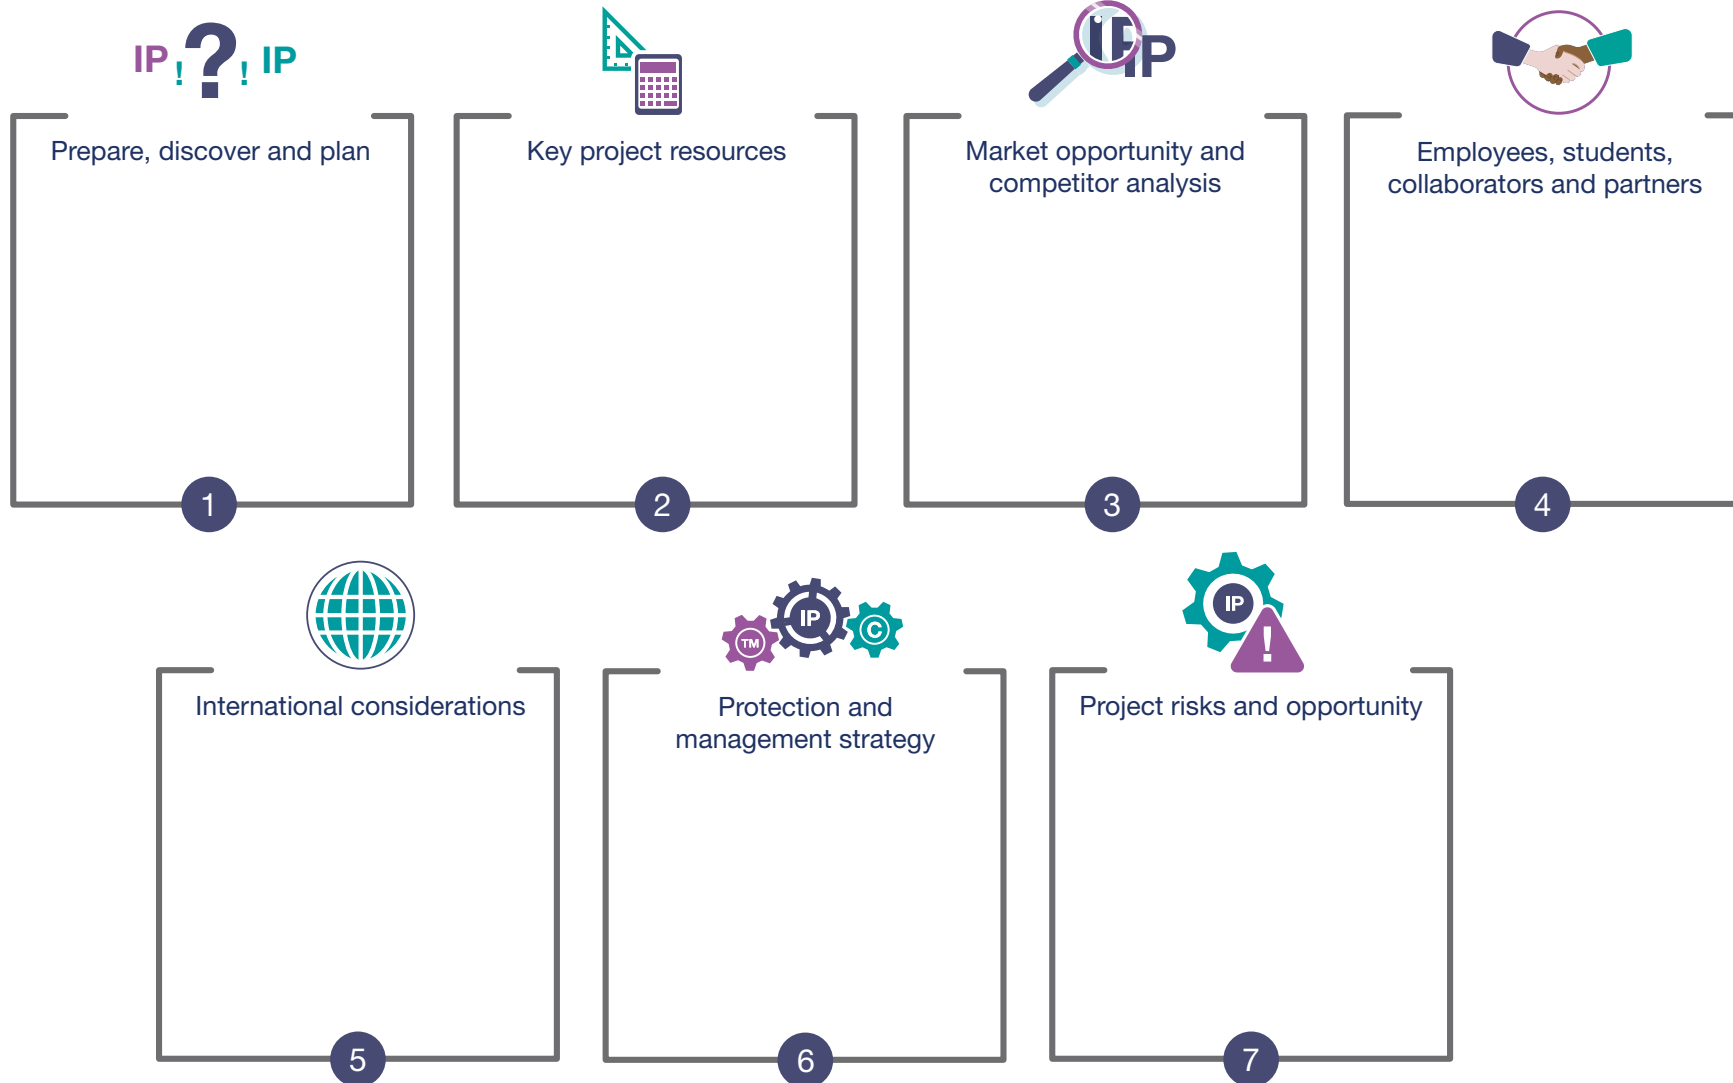 IP ! ? ! IP
IP IP
Prepare, discover and plan
Key project resources
Market opportunity and
competitor analysis
Employees, students,
collaborators and partners
1
2
3
4
TM
IP
C
IP
!
International considerations
Protection and
management strategy
Project risks and opportunity
5
6
7